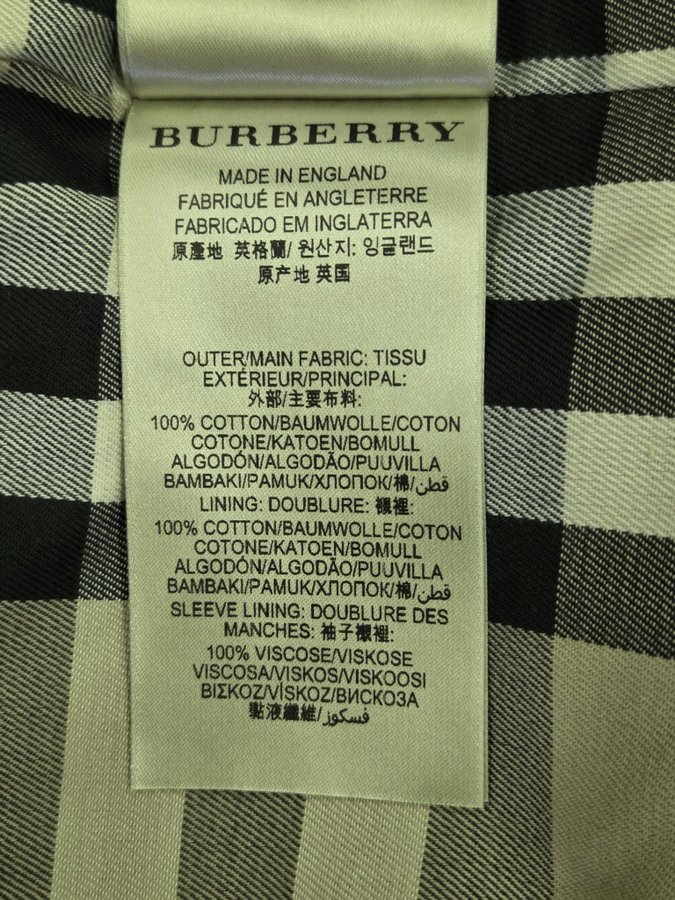 BURBERRY
MADE IN ENGLAND
FABRIQUÉ EN ANGLETERRE
FABRICADO EM INGLATERRA
原產地 英格蘭/ 원산지: 잉글랜드
原产地 英国
OUTER/MAIN FABRIC: TISSU
EXTÉRIEUR/PRINCIPAL:
外部/主要布料:
100% COTTON/BAUMWOLLE/COTON
COTONE/KATOEN/BOMULL
ALGODÓN/ALGODÃO/PUUVILLA
BAMBAKI/PAMUK/ХЛОПОК/棉/قطن
LINING: DOUBLURE: 襯裡:
100% COTTON/BAUMWOLLE/COTON
COTONE/KATOEN/BOMULL
ALGODÓN/ALGODÃO/PUUVILLA
BAMBAKI/PAMUK/ХЛОПОК/棉/قطن
SLEEVE LINING: DOUBLURE DES
MANCHES: 袖子襯裡:
100% VISCOSE/VISKOSE
VISCOSA/VISKOS/VISKOOSI
ΒΙΣΚΟΖ/VİSKOZ/ВИСКОЗА
黏液纖維/فسكوز